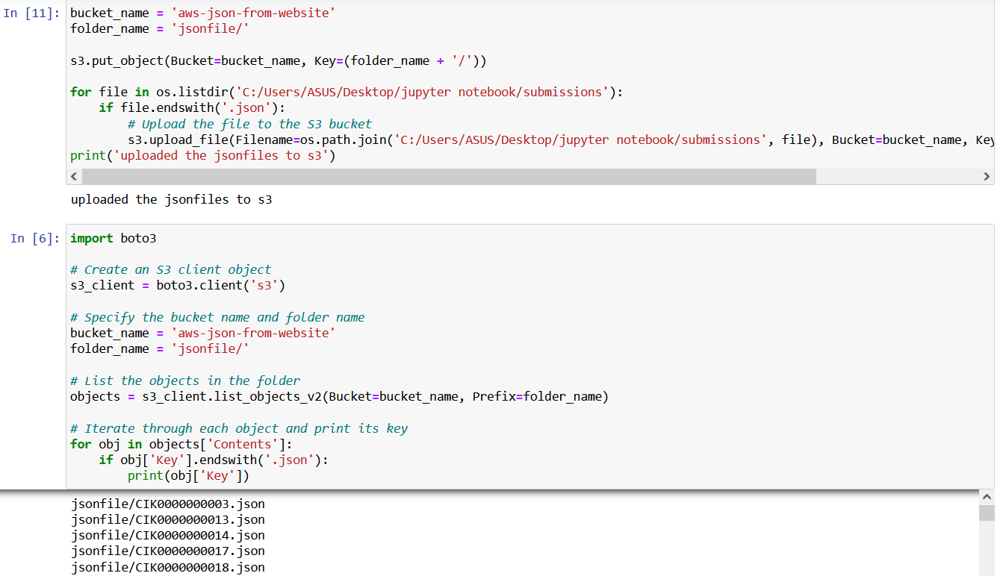 In [11]: bucket_name = 'aws-json-from-website'
folder_name = 'jsonfile/'
s3.put_object(Bucket=bucket_name, Key=(folder_name + '/'))
for file in os.listdir('C:/Users/ASUS/Desktop/jupyter notebook/submissions'):
if file.endswith('.json'):
# Upload the file to the S3 bucket
s3.upload_file(Filename=os.path.join('C:/Users/ASUS/Desktop/jupyter notebook/submissions', file), Bucket=bucket_name, Key
print('uploaded the jsonfiles to s3')
uploaded the jsonfiles to s3
In [6]: import boto3
# Create an S3 client object
s3_client = boto3.client('s3')
# Specify the bucket name and folder name
bucket_name = 'aws-json-from-website'
folder_name = 'jsonfile/'
# List the objects in the folder
objects = s3_client.list_objects_v2(Bucket=bucket_name, Prefix=folder_name)
# Iterate through each object and print its key
for obj in objects['Contents']:
if obj['Key'].endswith('.json'):
print(obj['Key'])
jsonfile/CIK0000000003.json
jsonfile/CIK0000000013.json
jsonfile/CIK0000000014.json
jsonfile/CIK0000000017.json
jsonfile/CIK0000000018.json